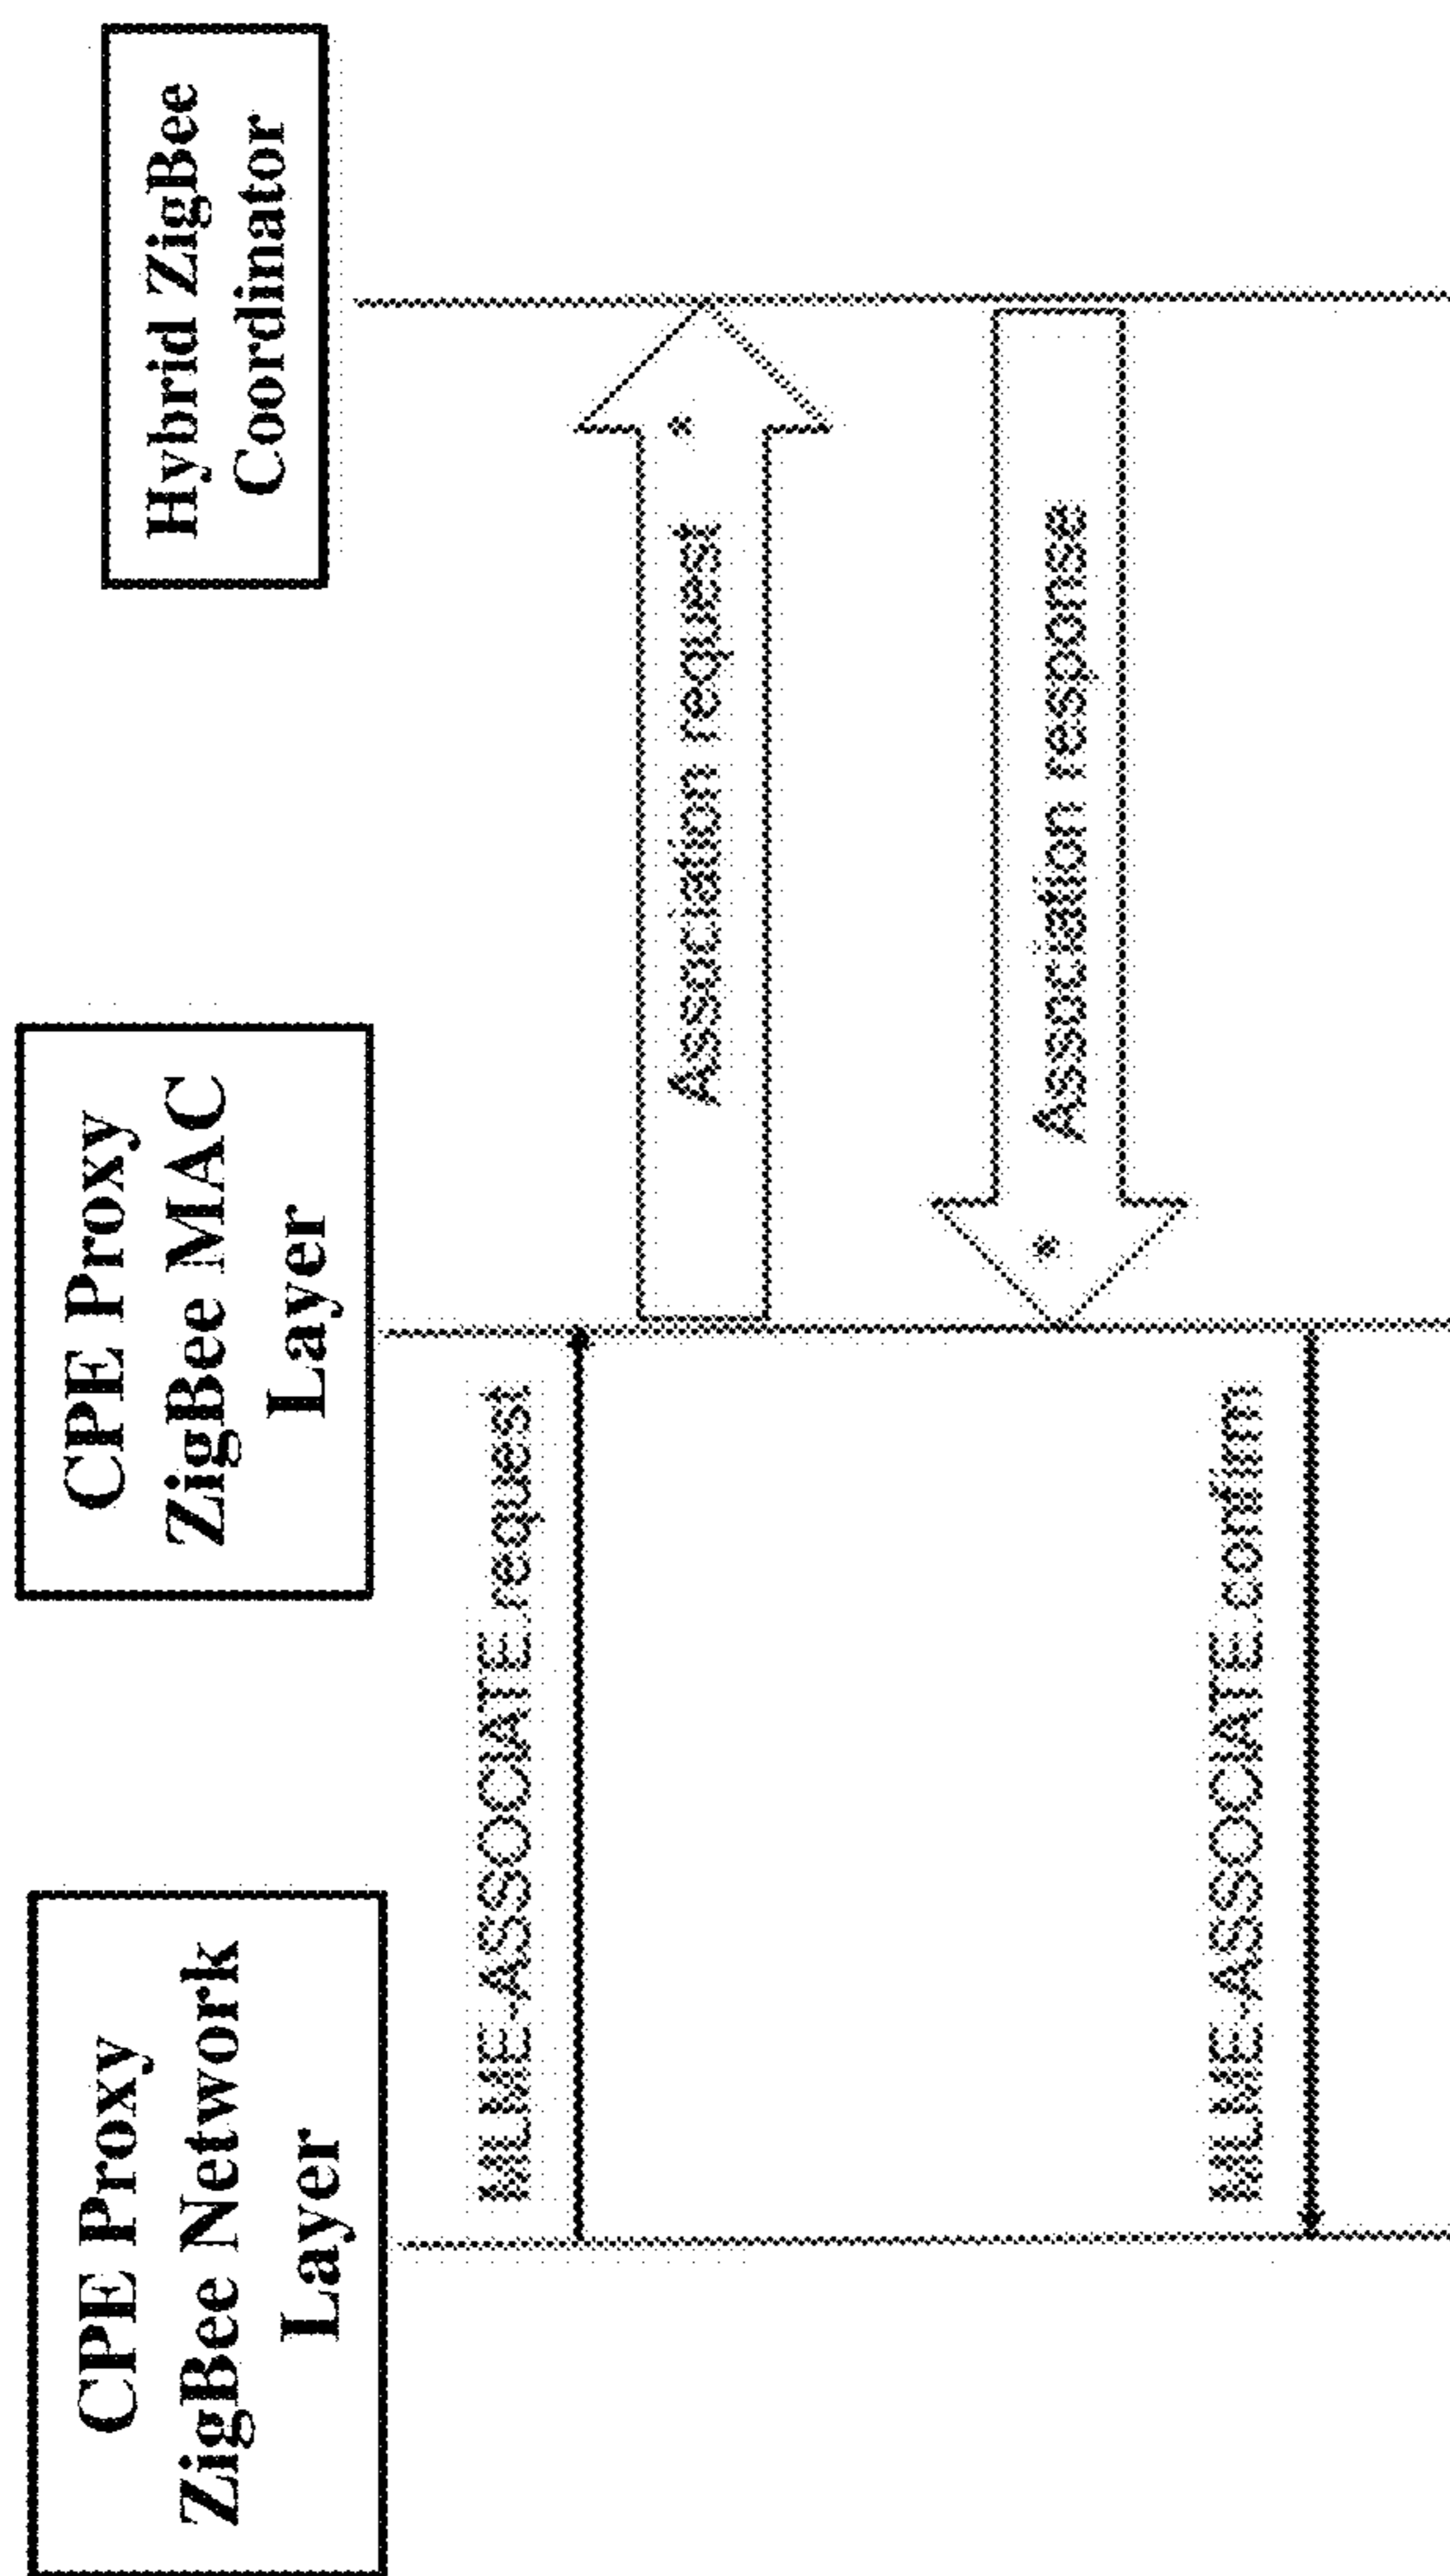 CPE Proxy
ZigBee Network
Layer
CPE Proxy
ZigBee MAC
Layer
Hybrid ZigBee
Coordinator
MLME-ASSOCIATE.request
Association request *
Association response
*
MLME-ASSOCIATE.confirm